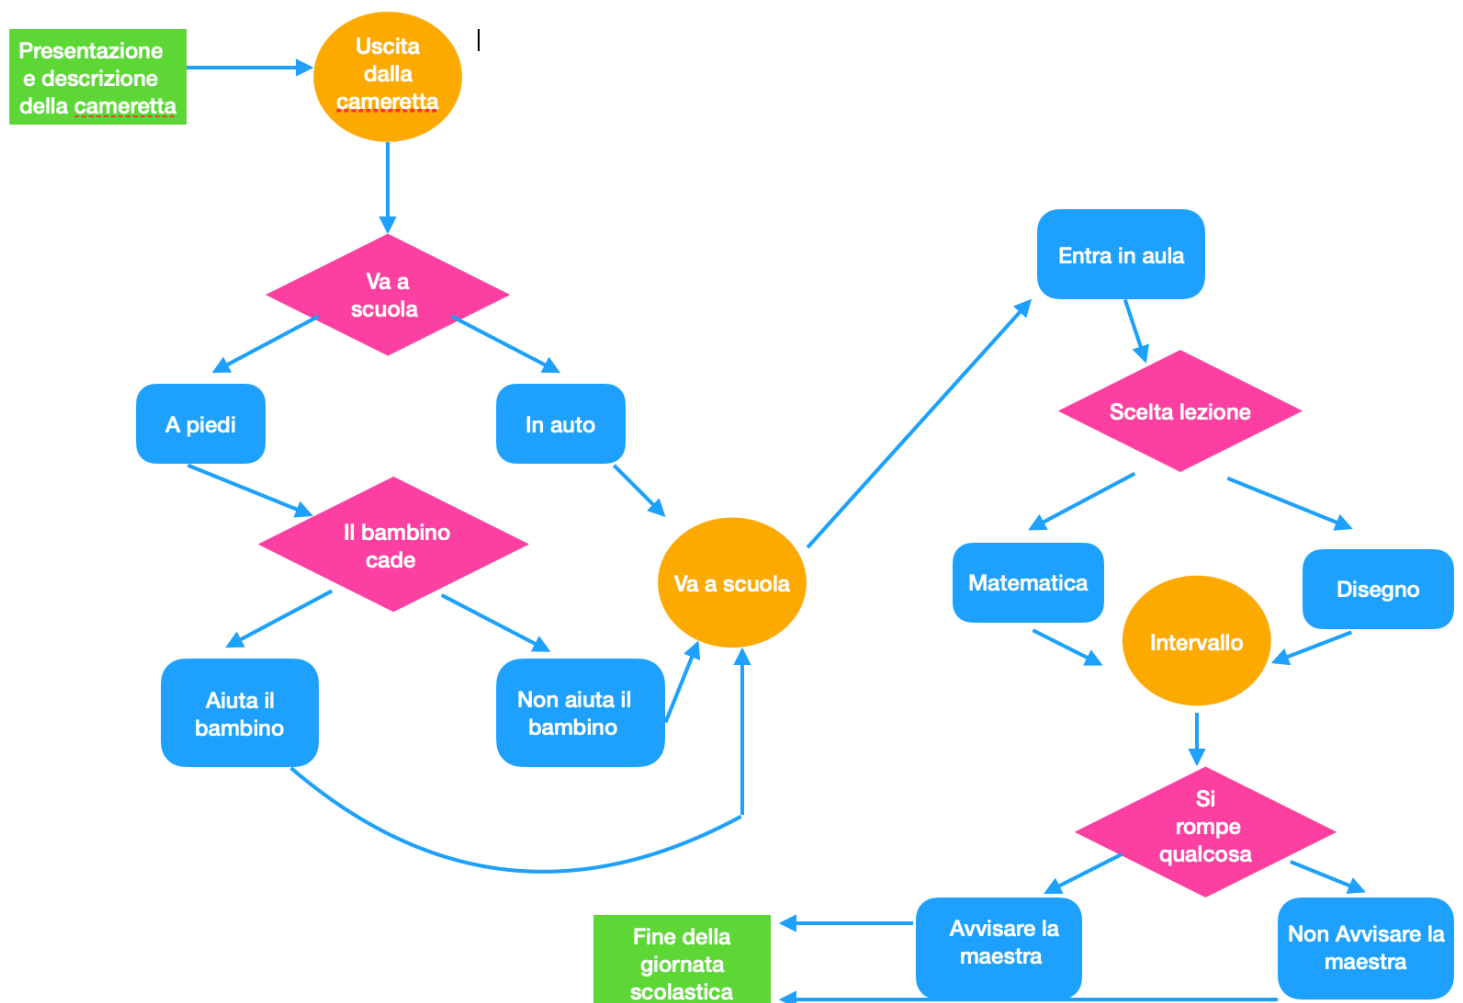 Presentazione
e descrizione
della cameretta
Uscita
dalla
cameretta
Va a
scuola
A piedi
In auto
Il bambino
cade
Aiuta il
bambino
Non aiuta il
bambino
Va a scuola
Entra in aula
Scelta lezione
Matematica
Disegno
Intervallo
Si
rompe
qualcosa
Avvisare la
maestra
Non Avvisare la
maestra
Fine della
giornata
scolastica